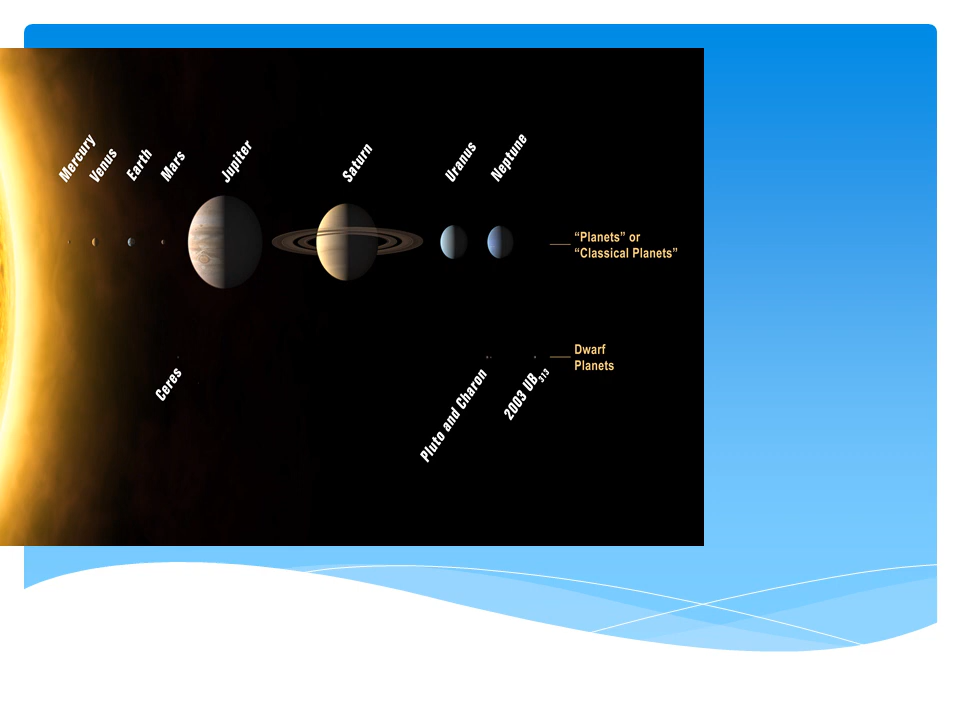 Mercury
Venus
Earth
Mars
Jupiter
Saturn
Uranus
Neptune
“Planets” or
“Classical Planets”
Dwarf
Planets
Ceres
Pluto and Charon
2003 UB313